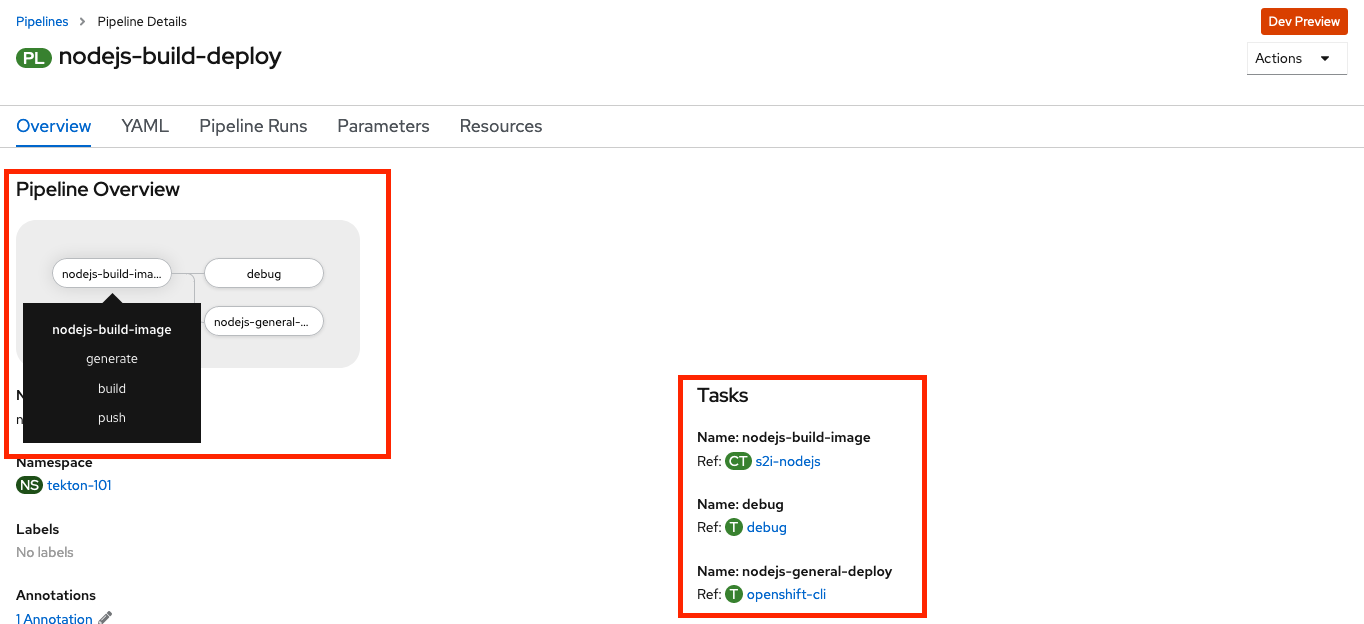 Pipelines > Pipeline Details
Dev Preview
PL nodejs-build-deploy
Actions
Overview YAML Pipeline Runs Parameters Resources
Pipeline Overview
nodejs-build-ima... debug
nodejs-general-...
nodejs-build-image
generate
build
push
Namespace
NS tekton-101
Labels
No labels
Annotations
1 Annotation
Tasks
Name: nodejs-build-image
Ref: CT s2i-nodejs
Name: debug
Ref: T debug
Name: nodejs-general-deploy
Ref: T openshift-cli